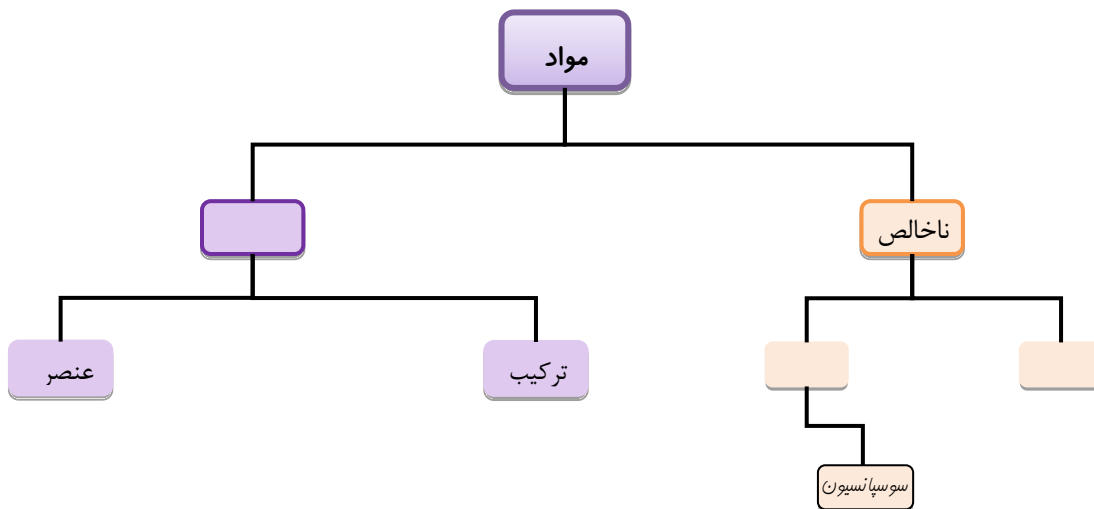 مواد
ناخالص
ترکیب
عنصر
سوسپانسیون